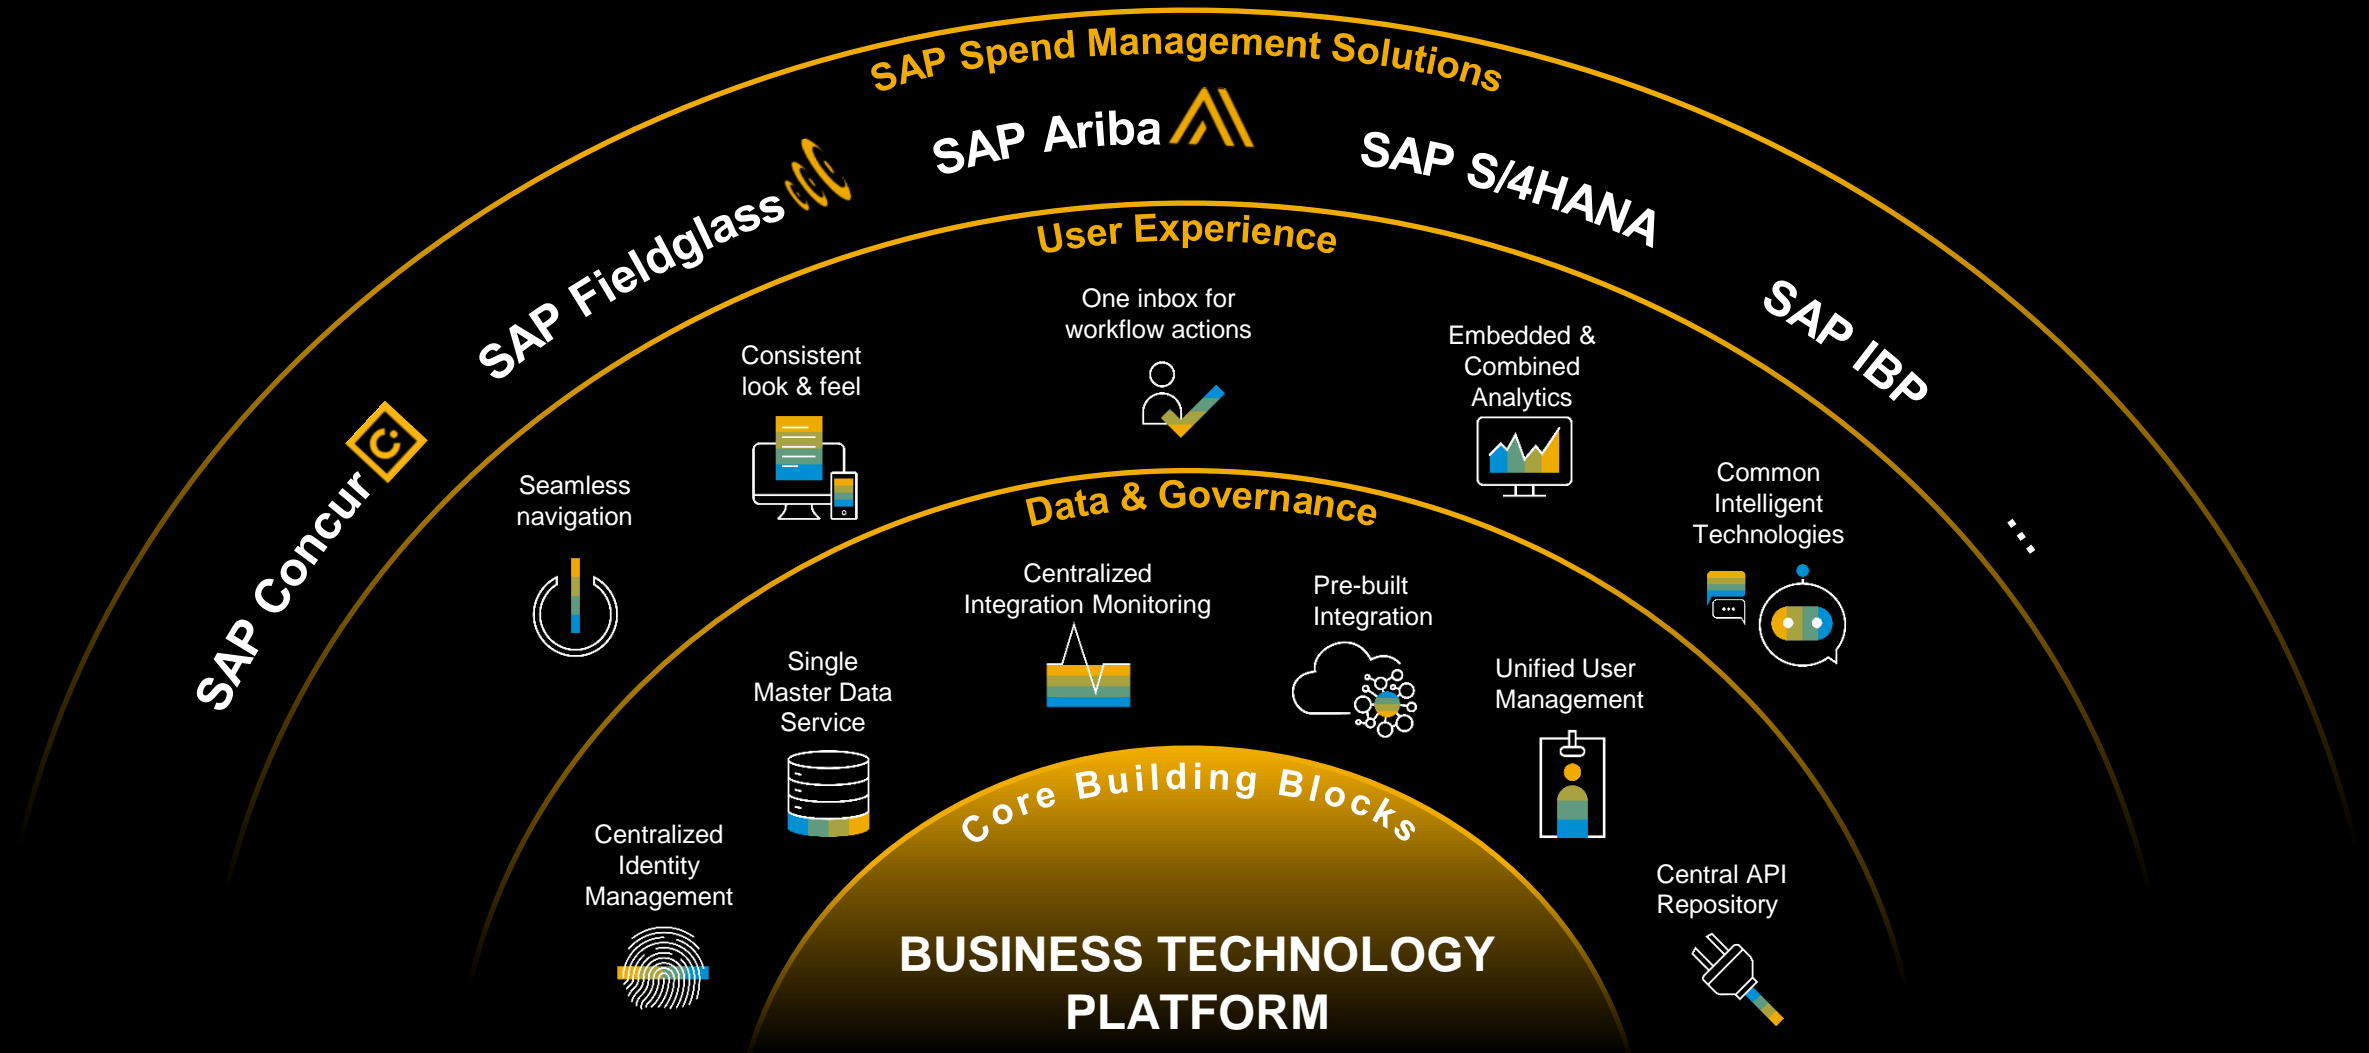 SAP Spend Management Solutions
SAP Concur
C:
SAP Fieldglass
SAP Ariba
SAP S/4HANA
SAP IBP
...
User Experience
Seamless
navigation
Consistent
look & feel
One inbox for
workflow actions
Embedded &
Combined
Analytics
Common
Intelligent
Technologies
Data & Governance
Centralized
Identity
Management
Single
Master Data
Service
Centralized
Integration Monitoring
Pre-built
Integration
Unified User
Management
Central API
Repository
Core Building Blocks
BUSINESS TECHNOLOGY
PLATFORM